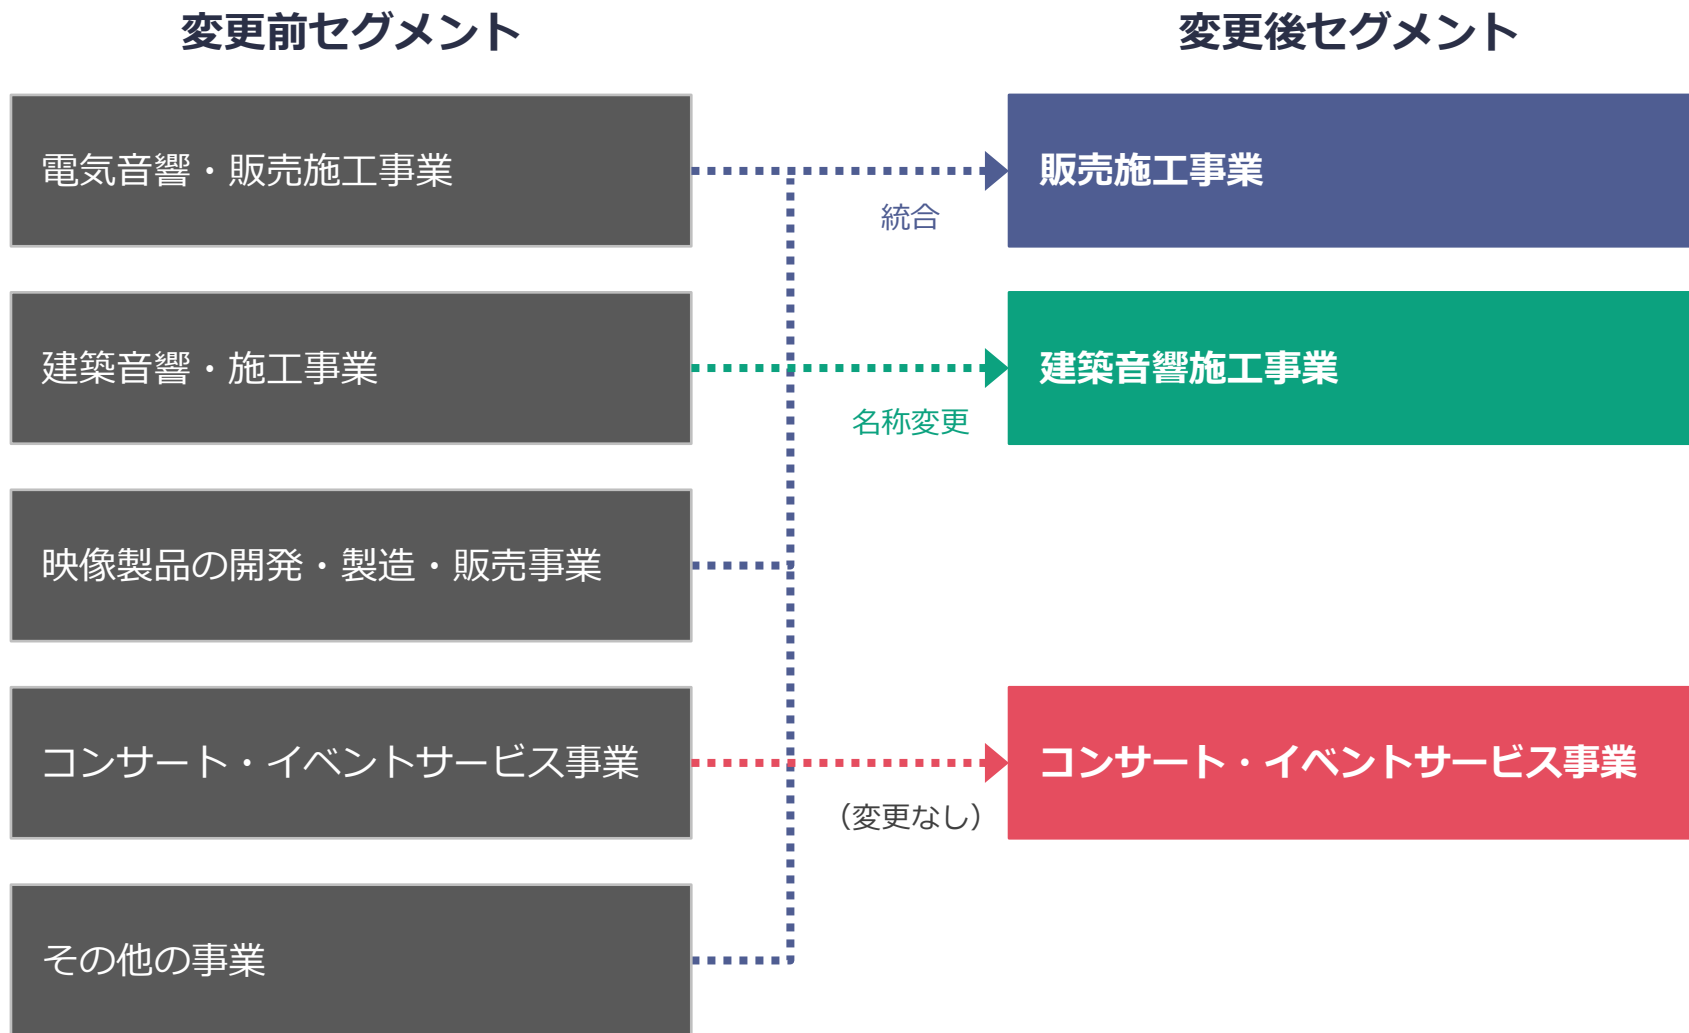 変更前セグメント
変更後セグメント
電気音響・販売施工事業
販売施工事業
統合
建築音響・施工事業
建築音響施工事業
名称変更
映像製品の開発・製造・販売事業
コンサート・イベントサービス事業
コンサート・イベントサービス事業
（変更なし）
その他の事業